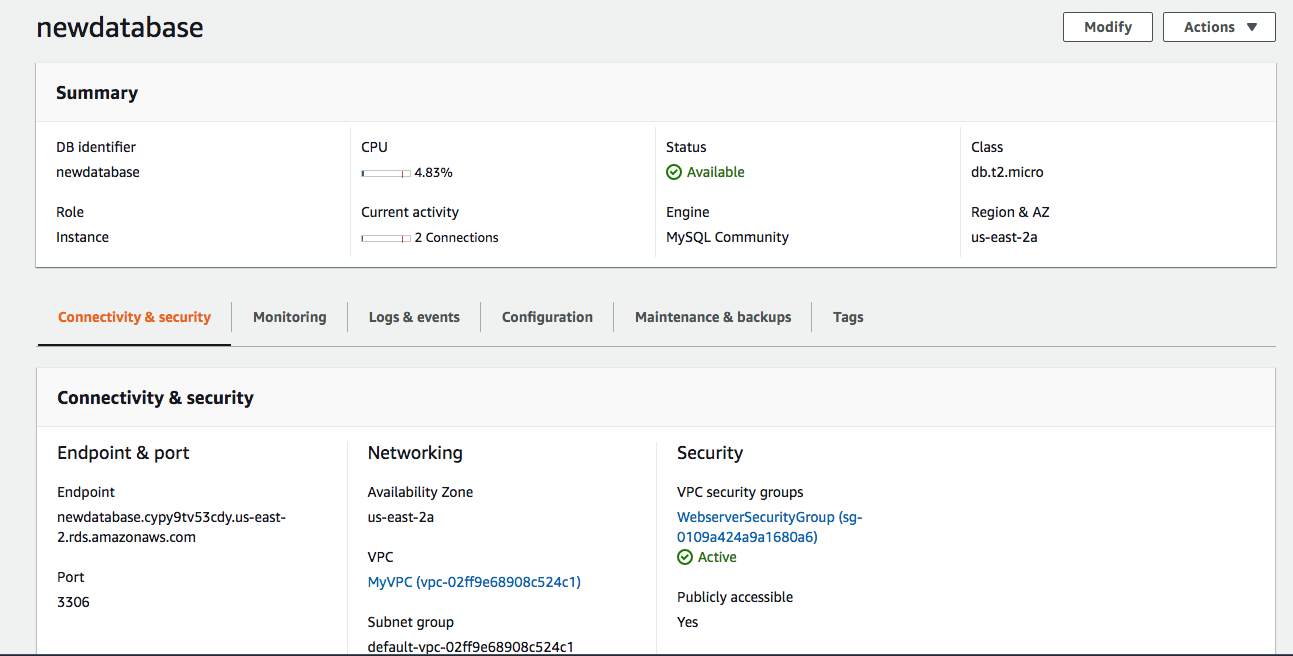 newdatabase
Modify
Actions
Summary
DB identifier
newdatabase
CPU
4.83%
Status
Available
Class
db.t2.micro
Role
Instance
Current activity
2 Connections
Engine
MySQL Community
Region & AZ
us-east-2a
Connectivity & security
Monitoring
Logs & events
Configuration
Maintenance & backups
Tags
Connectivity & security
Endpoint & port
Endpoint
newdatabase.cypy9tv53cdy.us-east-
2.rds.amazonaws.com
Port
3306
Networking
Availability Zone
us-east-2a
VPC
MyVPC (vpc-02ff9e68908c524c1)
Subnet group
default-vpc-02ff9e68908c524c1
Security
VPC security groups
WebserverSecurityGroup (sg-
0109a424a9a1680a6)
Active
Publicly accessible
Yes